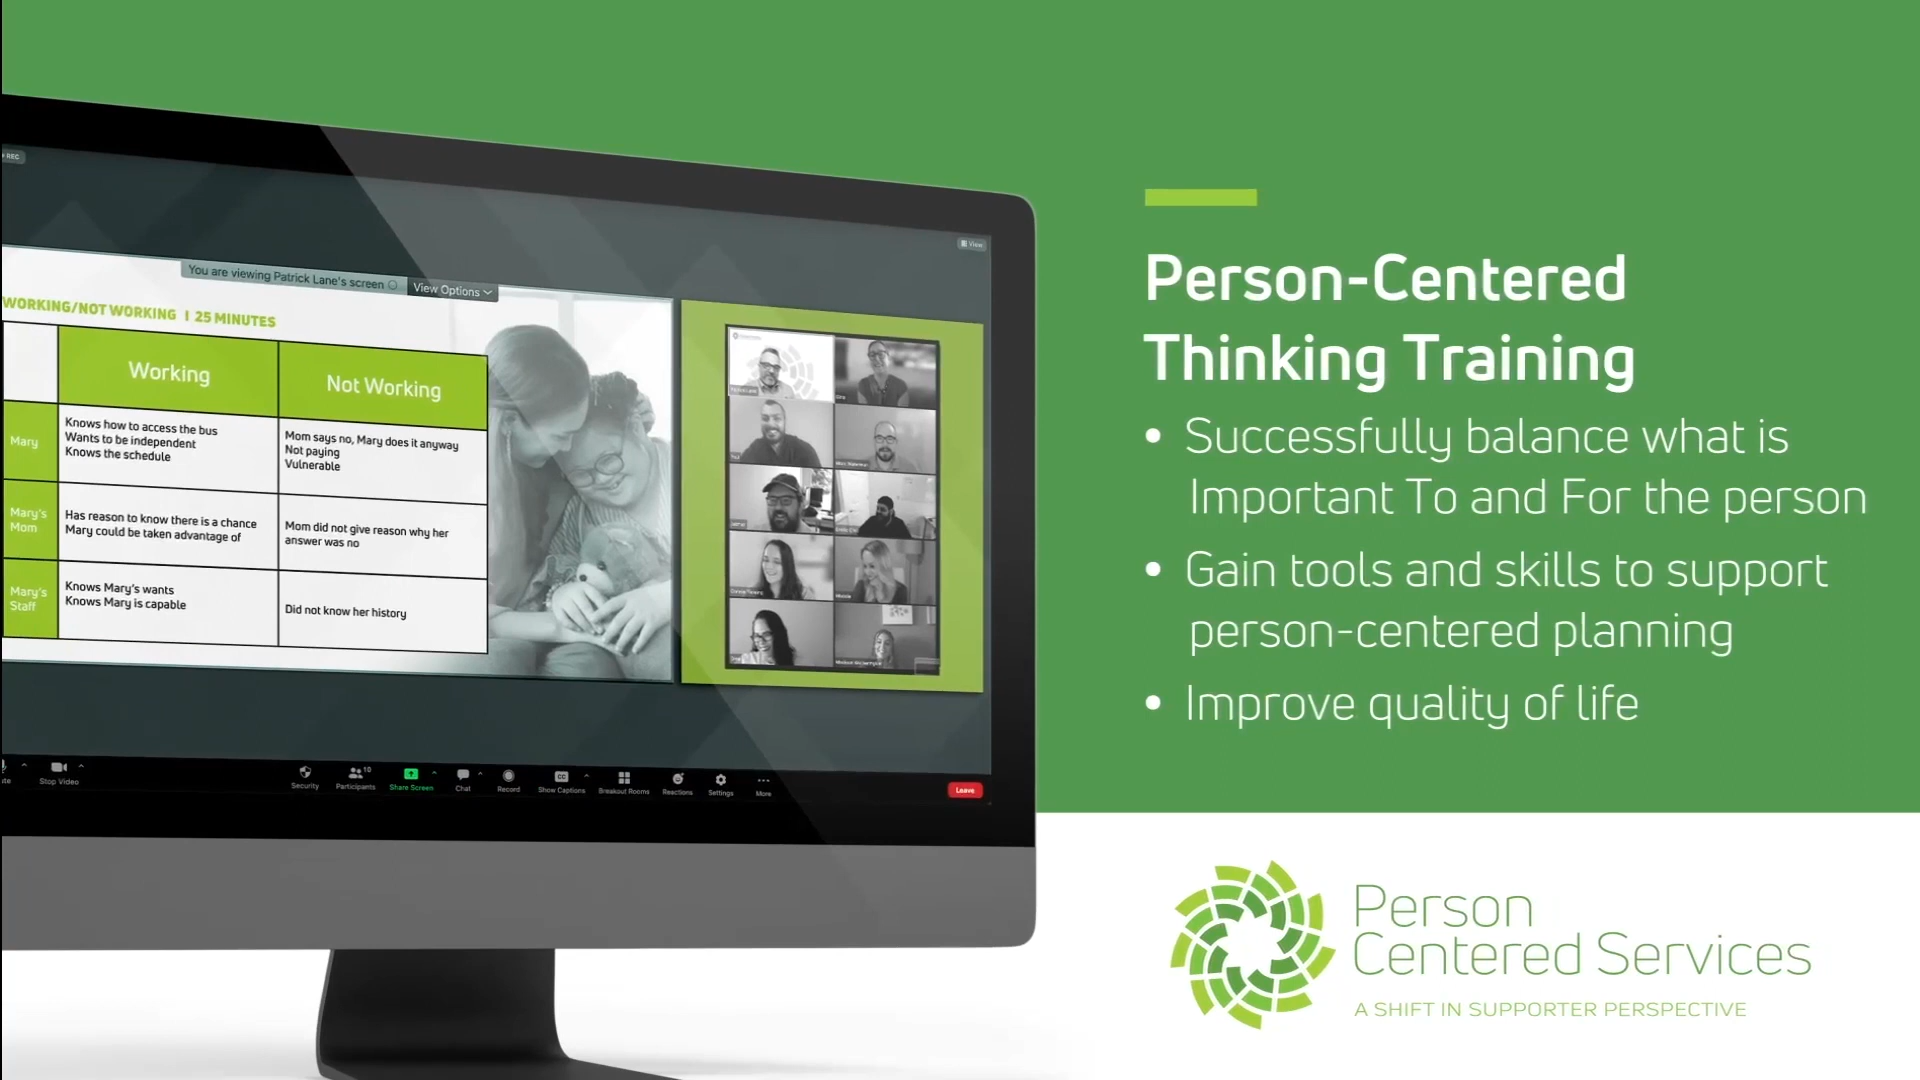 REC
View
You are viewing Patrick Lane's screen
View Options
WORKING/NOT WORKING | 25 MINUTES
Working
Not Working
Mary
Knows how to access the bus
Wants to be independent
Knows the schedule
Mom says no, Mary does it anyway
Not paying
Vulnerable
Mary's
Mom
Has reason to know there is a chance
Mary could be taken advantage of
Mom did not give reason why her
answer was no
Mary's
Staff
Knows Mary's wants
Knows Mary is capable
Did not know her history
Stop Video
Security
10
Participants
Share Screen
Chat
Record
CC
Show Captions
Breakout Rooms
Reactions
Settings
More
Leave
Person-Centered
Thinking Training
• Successfully balance what is
Important To and For the person
• Gain tools and skills to support
person-centered planning
• Improve quality of life
Person
Centered Services
A SHIFT IN SUPPORTER PERSPECTIVE